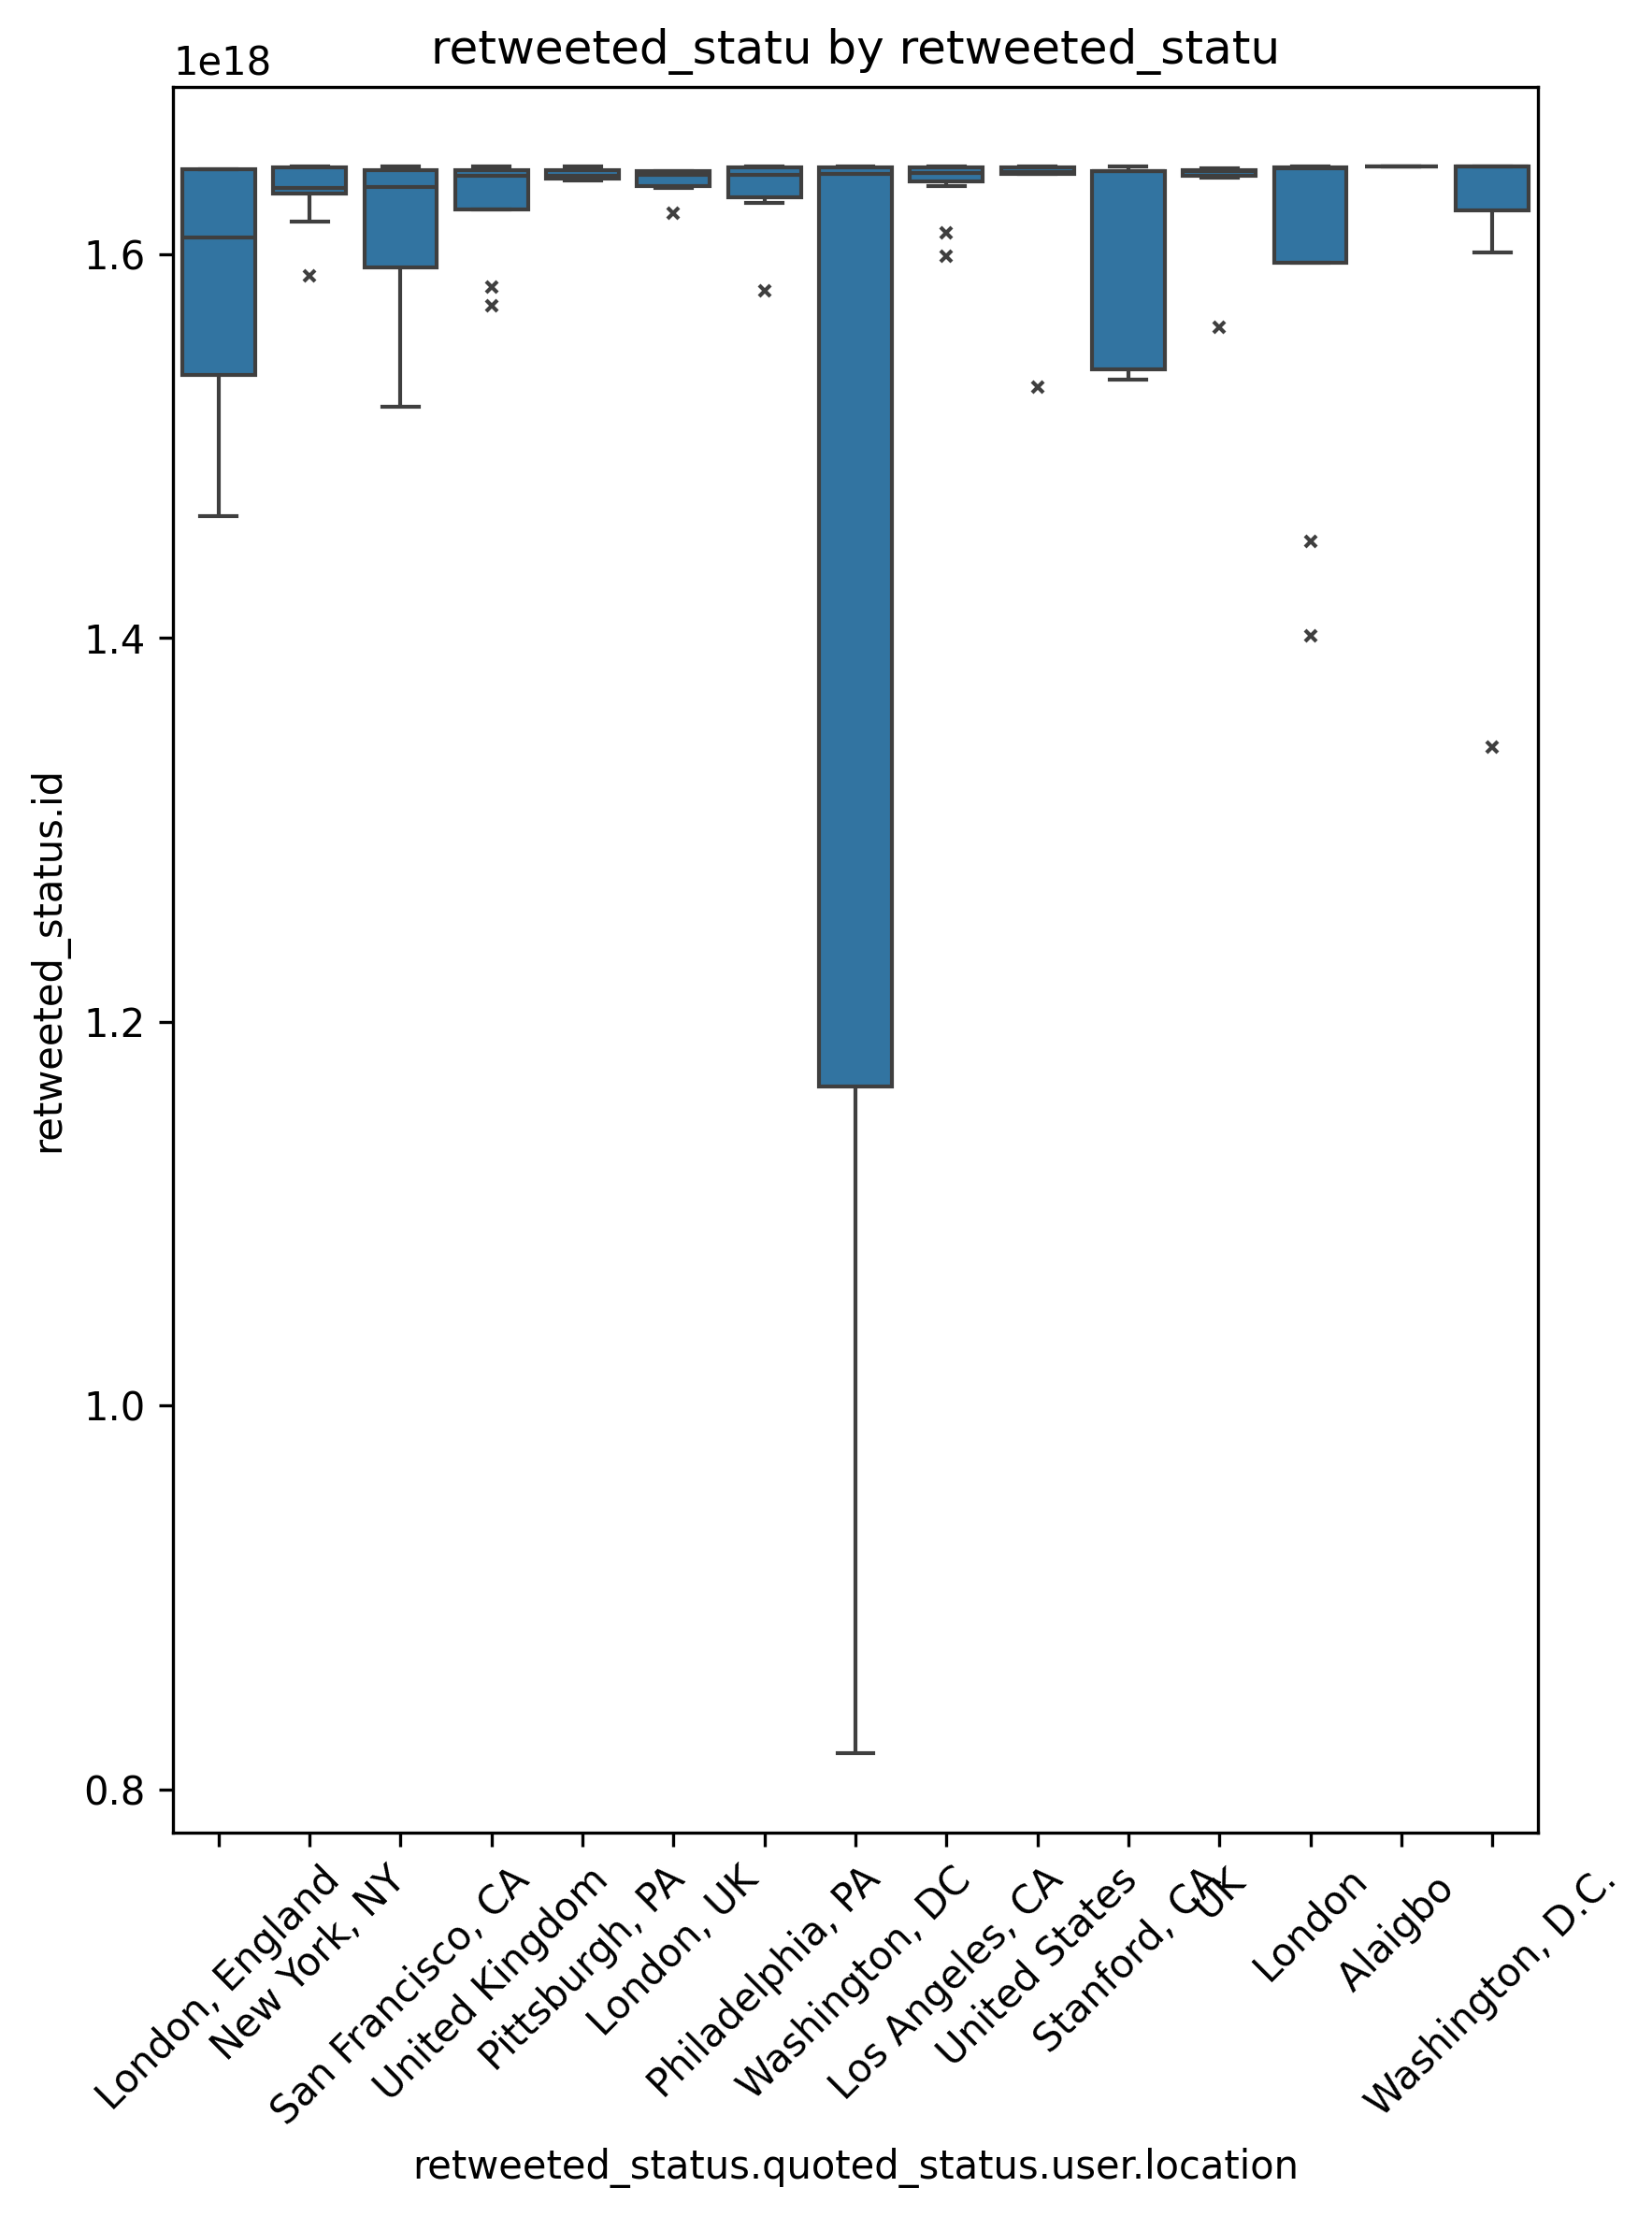 retweeted_statu by retweeted_statu
1e18
1.6
1.4
1.2
1.0
0.8
retweeted_status.id
London, England
New York, NY
San Francisco, CA
United Kingdom
Pittsburgh, PA
London, UK
Philadelphia, PA
Washington, DC
Los Angeles, CA
United States
Stanford, CA
UK
London
Alaigbo
Washington, D.C.
retweeted_status.quoted_status.user.location